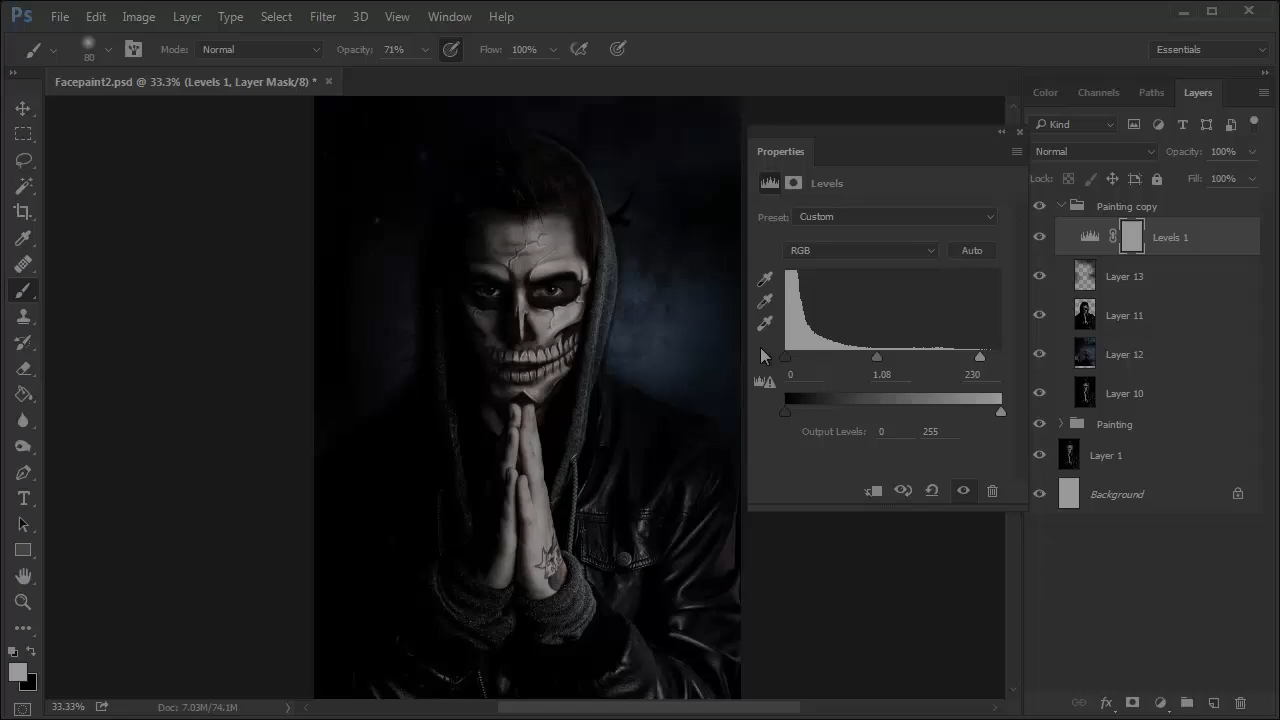 Ps File Edit Image Layer Type Select Filter 3D View Window Help
80 Mode: Normal Opacity: 71% Flow: 100% Essentials
Facepaint2.psd @ 33.3% (Levels 1, Layer Mask/8) * ×
Color Channels Paths Layers
Kind
Properties
Normal Opacity: 100%
Levels
Lock: Fill: 100%
Preset: Custom
Painting copy
RGB Auto
Levels 1
Layer 13
Layer 11
Layer 12
0 1.08 230
Layer 10
Output Levels: 0 255
Painting
Layer 1
Background
33.33% Doc: 7.03M/74.1M
fx